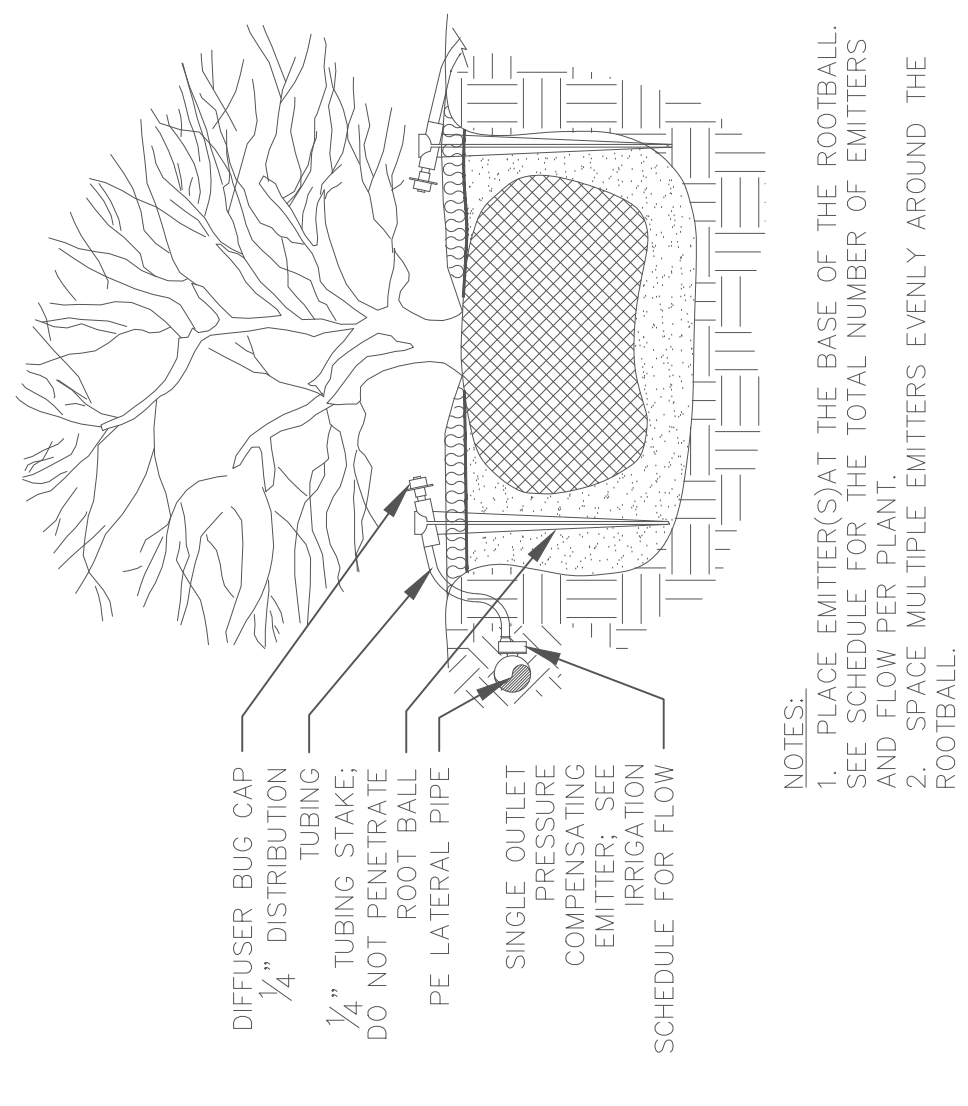 DIFFUSER BUG CAP
¼” DISTRIBUTION
TUBING
¼” TUBING STAKE;
DO NOT PENETRATE
ROOT BALL
PE LATERAL PIPE
SINGLE OUTLET
PRESSURE
COMPENSATING
EMITTER; SEE
IRRIGATION
SCHEDULE FOR FLOW
NOTES:
1. PLACE EMITTER(S)AT THE BASE OF THE ROOTBALL.
SEE SCHEDULE FOR THE TOTAL NUMBER OF EMITTERS
AND FLOW PER PLANT.
2. SPACE MULTIPLE EMITTERS EVENLY AROUND THE
ROOTBALL.